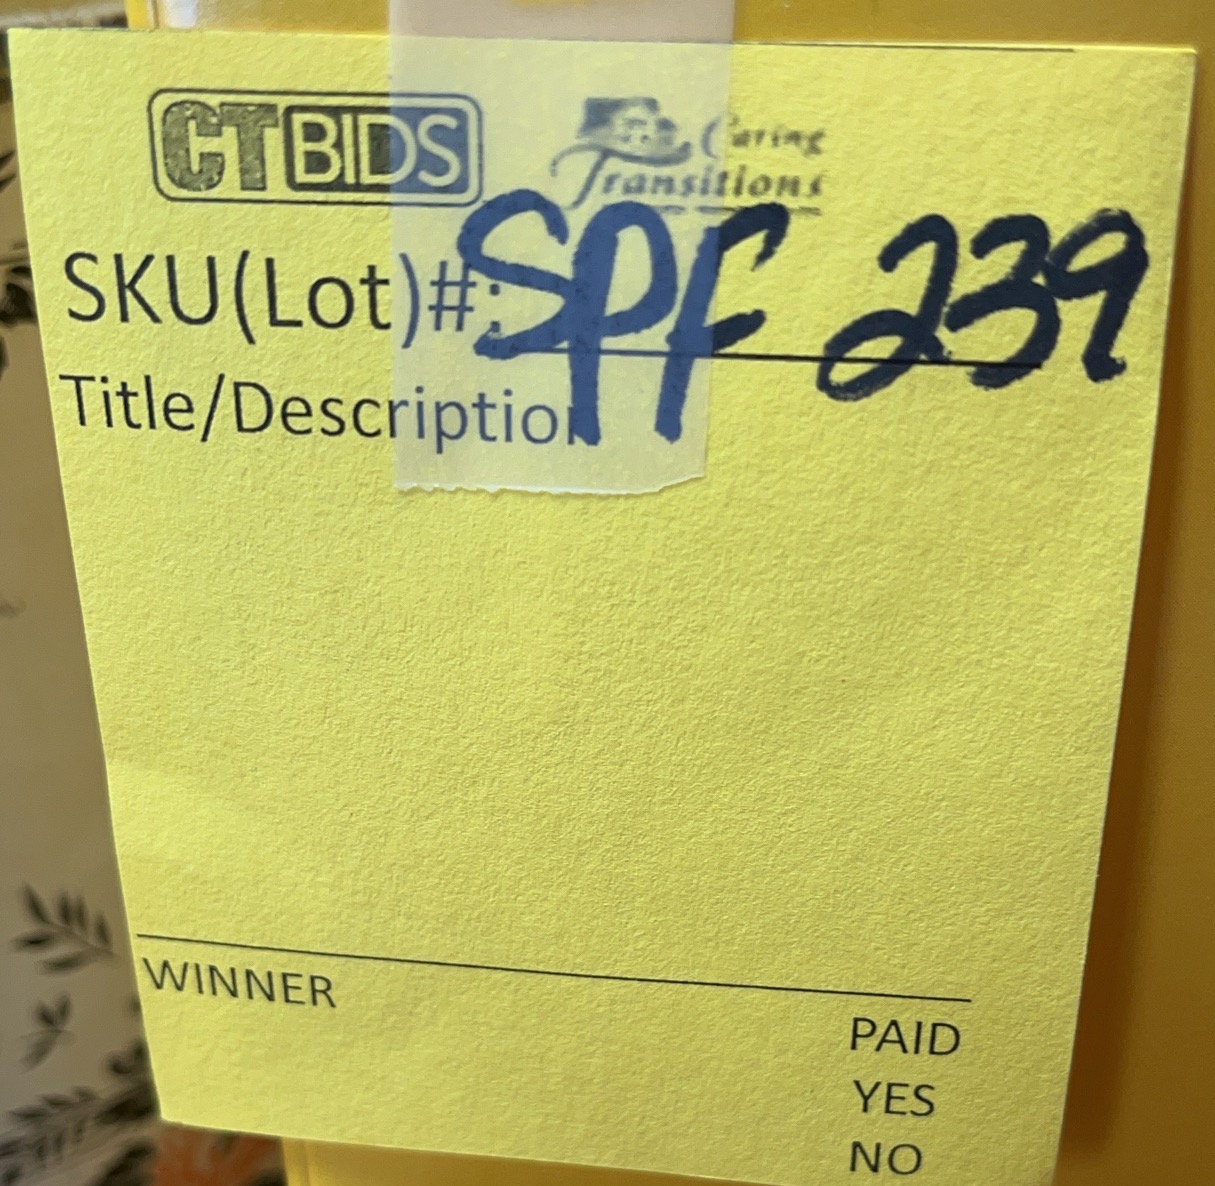 CTBIDS Caring
Transitions
SKU(Lot)#: SPF 239
Title/Description
WINNER
PAID
YES
NO